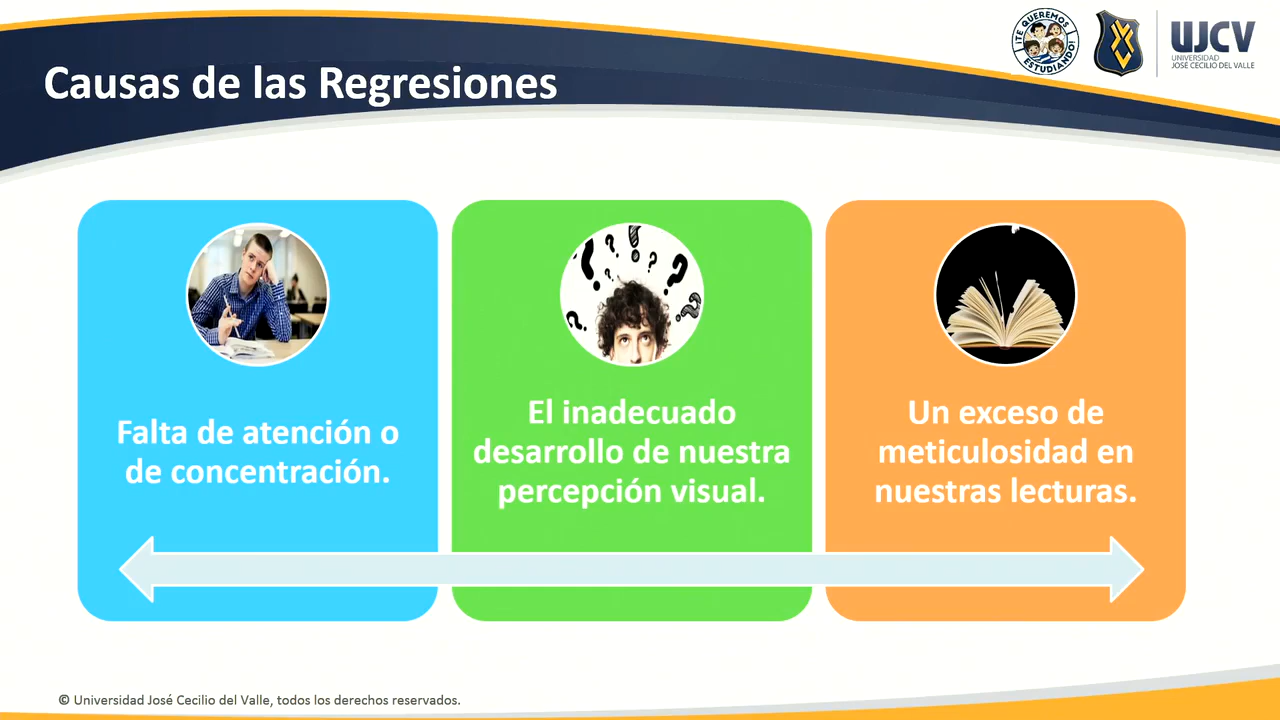 ¡TE QUEREMOS
ESTUDIANDO!
UJCV
UNIVERSIDAD
JOSÉ CECILIO DEL VALLE
Causas de las Regresiones
Falta de atención o
de concentración.
El inadecuado
desarrollo de nuestra
percepción visual.
Un exceso de
meticulosidad en
nuestras lecturas.
© Universidad José Cecilio del Valle, todos los derechos reservados.